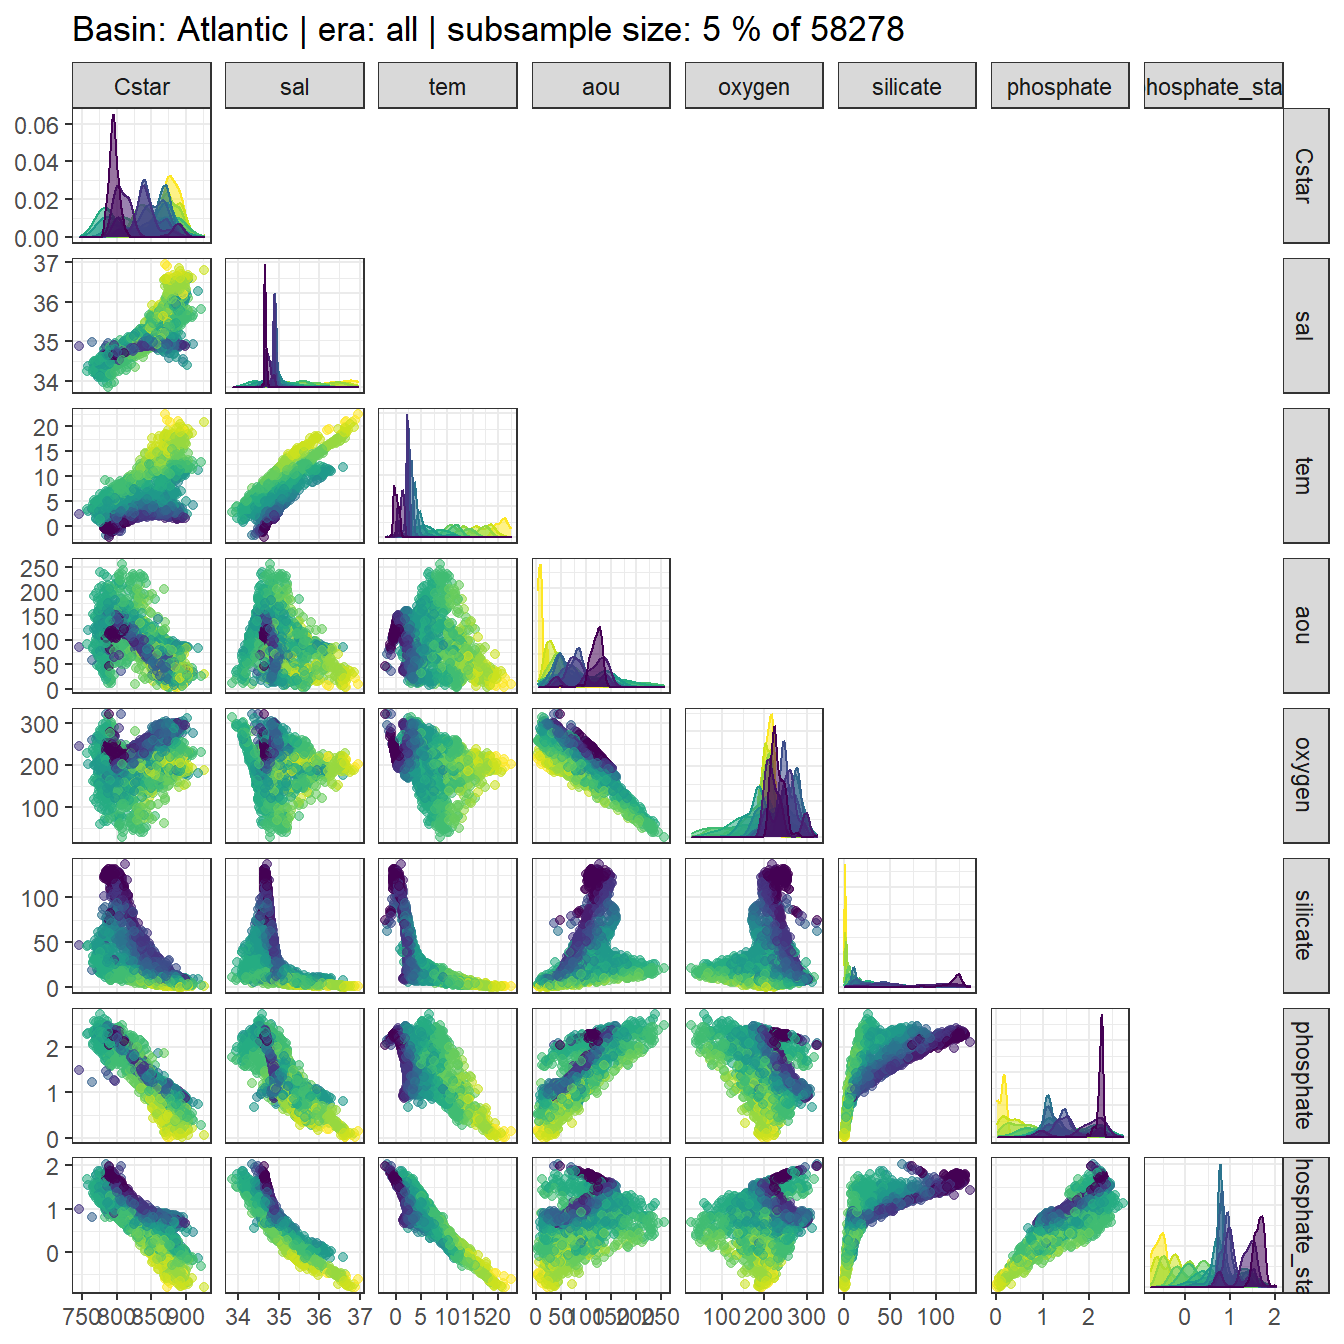 Basin: Atlantic | era: all | subsample size: 5 % of 58278
Cstar sal tem aou oxygen silicate phosphate hosphate_sta
0.06
0.04
0.02
0.00
Cstar
37
36
35
34
sal
20
15
10
5
0
tem
250
200
150
100
50
0
aou
300
200
100
oxygen
100
50
0
silicate
2
1
0
phosphate
2
1
0
hosphate_sta
750 800 850 900 34 35 36 37 0 5 10 15 20 0 50 100 150 200 250 100 200 300 0 50 100 0 1 2 0 1 2